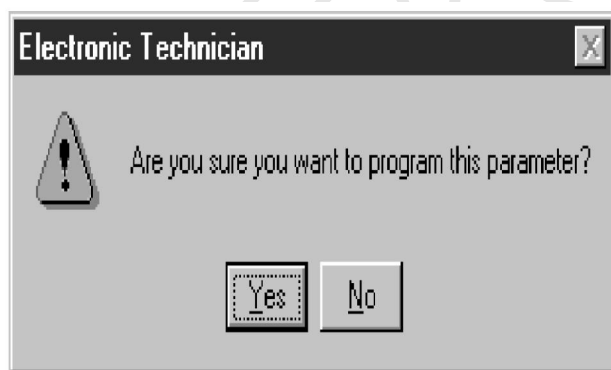 Electronic Technician
Are you sure you want to program this parameter?
Yes No